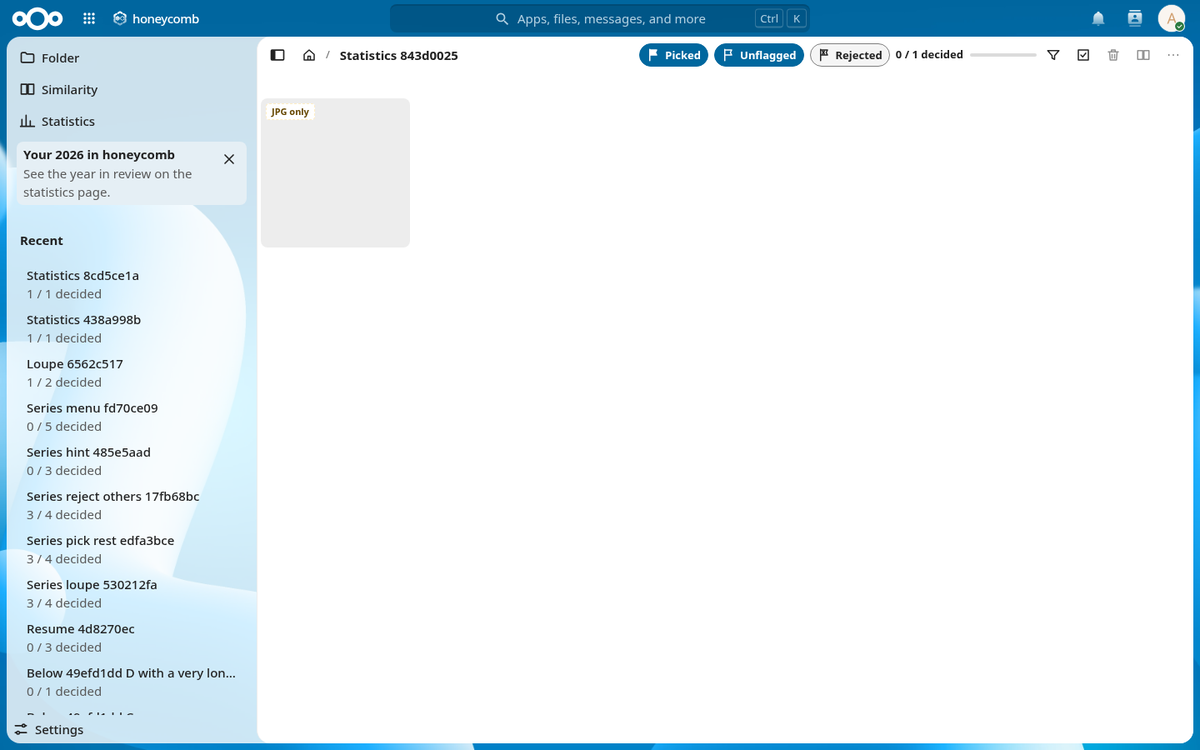 honeycomb
Apps, files, messages, and more
Ctrl
K
A
Folder
Similarity
Statistics
Your 2026 in honeycomb
See the year in review on the
statistics page.
Recent
Statistics 8cd5ce1a
1 / 1 decided
Statistics 438a998b
1 / 1 decided
Loupe 6562c517
1 / 2 decided
Series menu fd70ce09
0 / 5 decided
Series hint 485e5aad
0 / 3 decided
Series reject others 17fb68bc
3 / 4 decided
Series pick rest edfa3bce
3 / 4 decided
Series loupe 530212fa
3 / 4 decided
Resume 4d8270ec
0 / 3 decided
Below 49efd1dd D with a very lon...
0 / 1 decided
Settings
/ Statistics 843d0025
Picked
Unflagged
Rejected
0 / 1 decided
JPG only